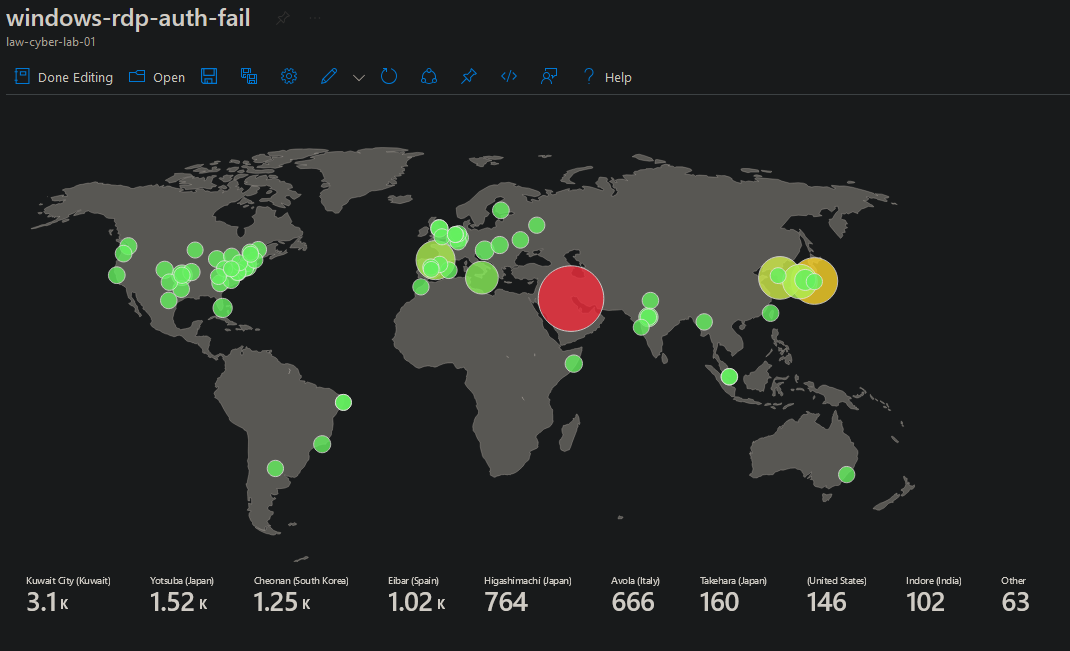 windows-rdp-auth-fail
law-cyber-lab-01
Done Editing Open Help
Kuwait City (Kuwait) Yotsuba (Japan) Cheonan (South Korea) Eibar (Spain) Higashimachi (Japan) Avola (Italy) Takehara (Japan) (United States) Indore (India) Other
3.1 K 1.52 K 1.25 K 1.02 K 764 666 160 146 102 63